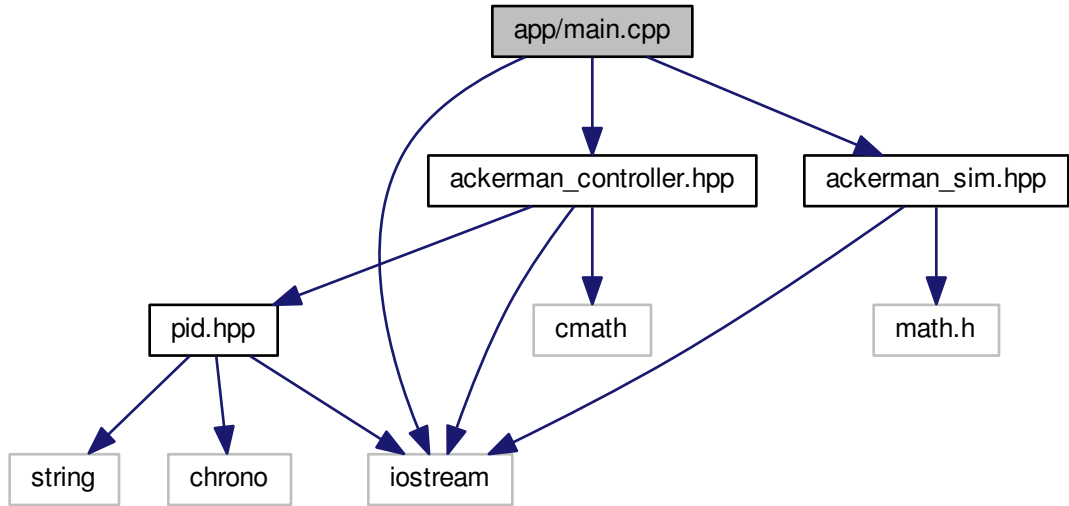 app/main.cpp
ackerman_controller.hpp
ackerman_sim.hpp
pid.hpp
cmath
math.h
string
chrono
iostream